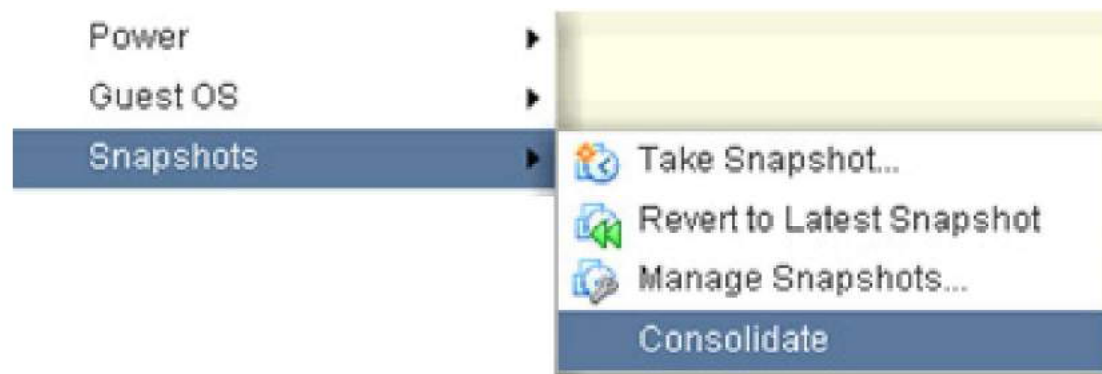 Power
Guest OS
Snapshots
Take Snapshot...
Revert to Latest Snapshot
Manage Snapshots...
Consolidate